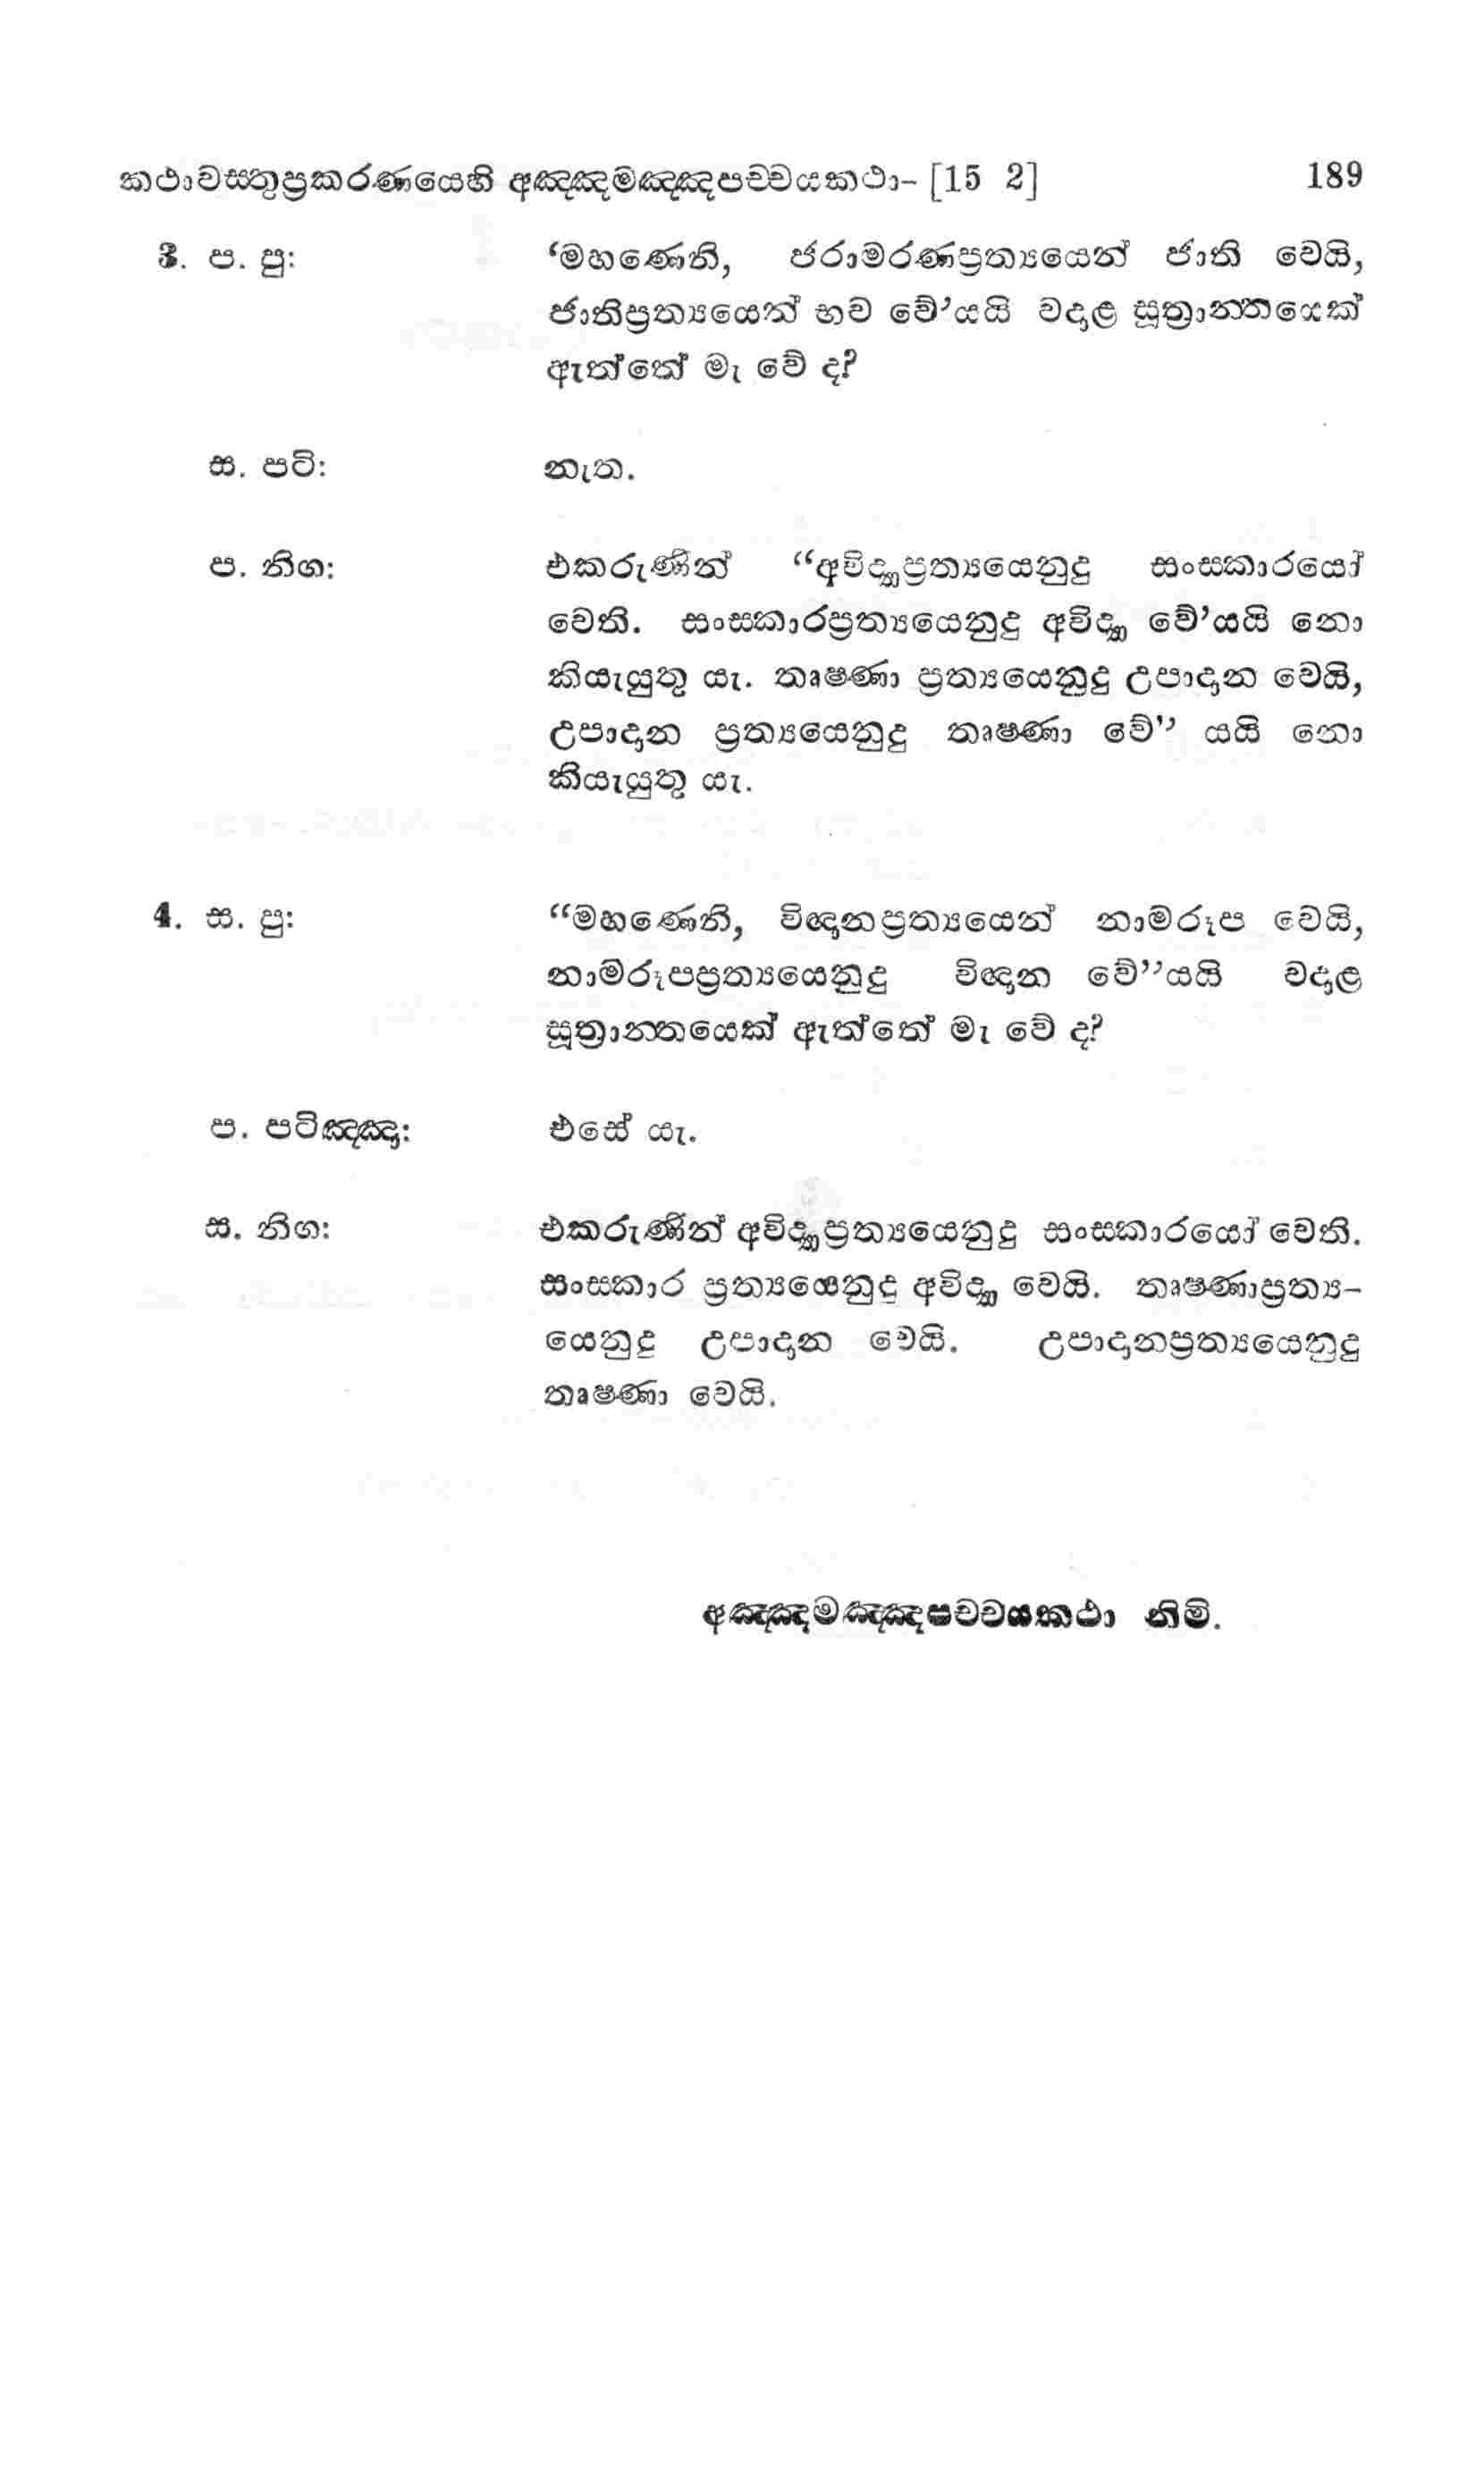 කථාවස්තුප්‍රකරණයෙහි අඤ්ඤමඤ්ඤපච්චයකථා- [15 2] 189
3. ප. පු: ‘මහණෙනි, ජරාමරණප්‍රත්‍යයෙන් ජාති වෙයි,
ජාතිප්‍රත්‍යයෙන් භව වේ’යයි වදාළ සූත්‍රාන්තයෙක්
ඇත්තේ මැ වේ ද?
ස. පටි: නැත.
ප. නිග: එකරුණින් “අවිද්‍යාප්‍රත්‍යයෙනුදු සංස්කාරයෝ
වෙති. සංස්කාරප්‍රත්‍යයෙනුදු අවිද්‍යා වේ’යයි නො
කියැයුතු යැ. තෘෂ්ණා ප්‍රත්‍යයෙනුදු උපාදාන වෙයි,
උපාදාන ප්‍රත්‍යයෙනුදු තෘෂ්ණා වේ” යයි නො
කියැයුතු යැ.
4. ස. පු: “මහණෙනි, විඥානප්‍රත්‍යයෙන් නාමරූප වෙයි,
නාමරූපප්‍රත්‍යයෙනුදු විඥාන වේ”යයි වදාළ
සූත්‍රාන්තයෙක් ඇත්තේ මැ වේ ද?
ප. පටිඤ්ඤා: එසේ යැ.
ස. නිග: එකරුණින් අවිද්‍යාප්‍රත්‍යයෙනුදු සංස්කාරයෝ වෙති.
සංස්කාර ප්‍රත්‍යයෙනුදු අවිද්‍යා වෙයි. තෘෂ්ණාප්‍රත්‍ය-
යෙනුදු උපාදාන වෙයි. උපාදානප්‍රත්‍යයෙනුදු
තෘෂ්ණා වෙයි.
අඤ්ඤමඤ්ඤපච්චයකථා නිමි.